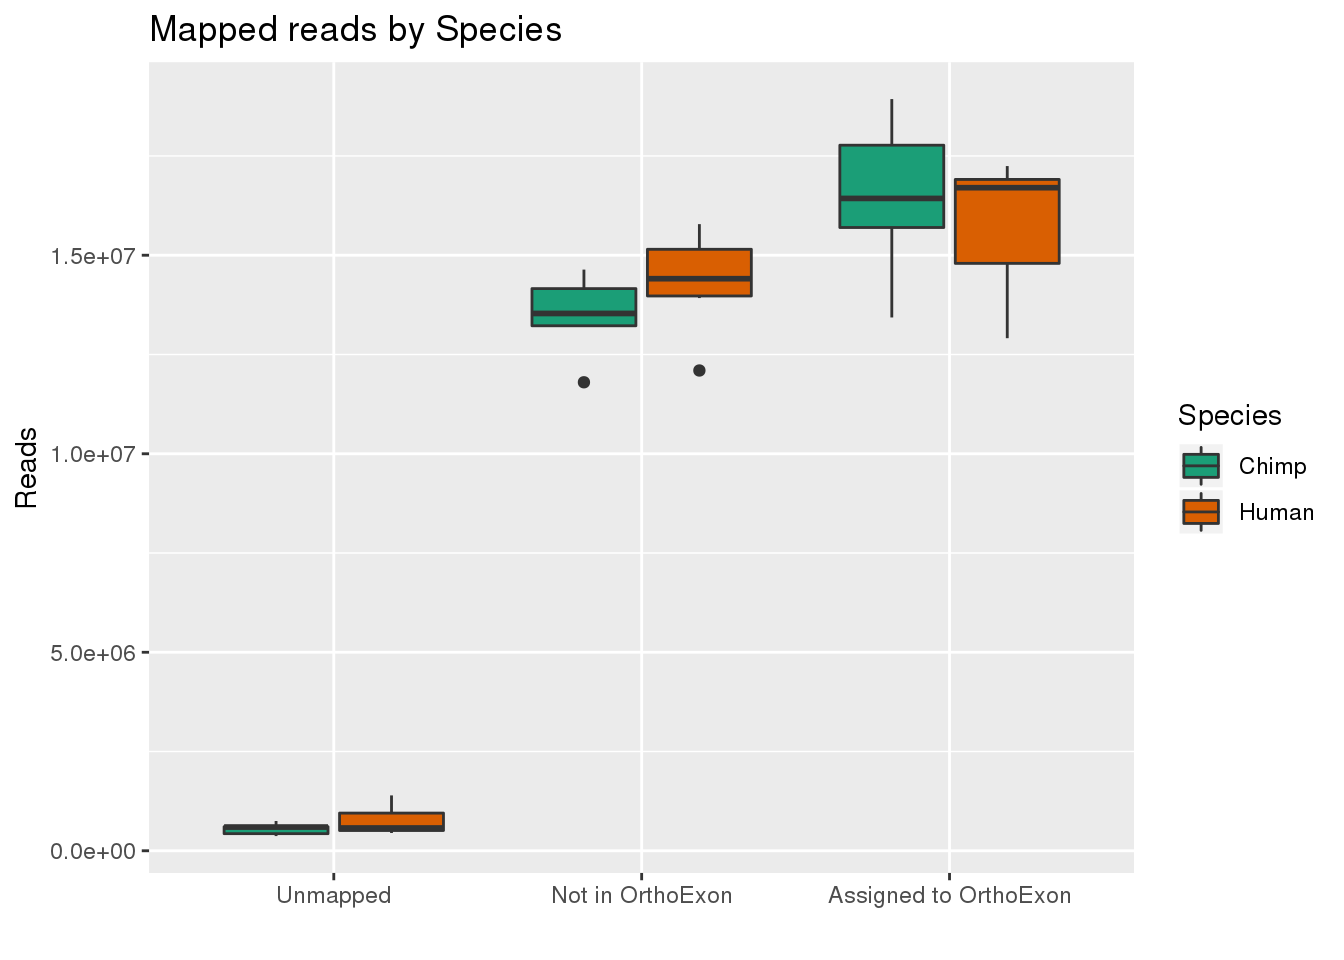 Mapped reads by Species
Reads
1.5e+07
1.0e+07
5.0e+06
0.0e+00
Unmapped
Not in OrthoExon
Assigned to OrthoExon
Species
Chimp
Human